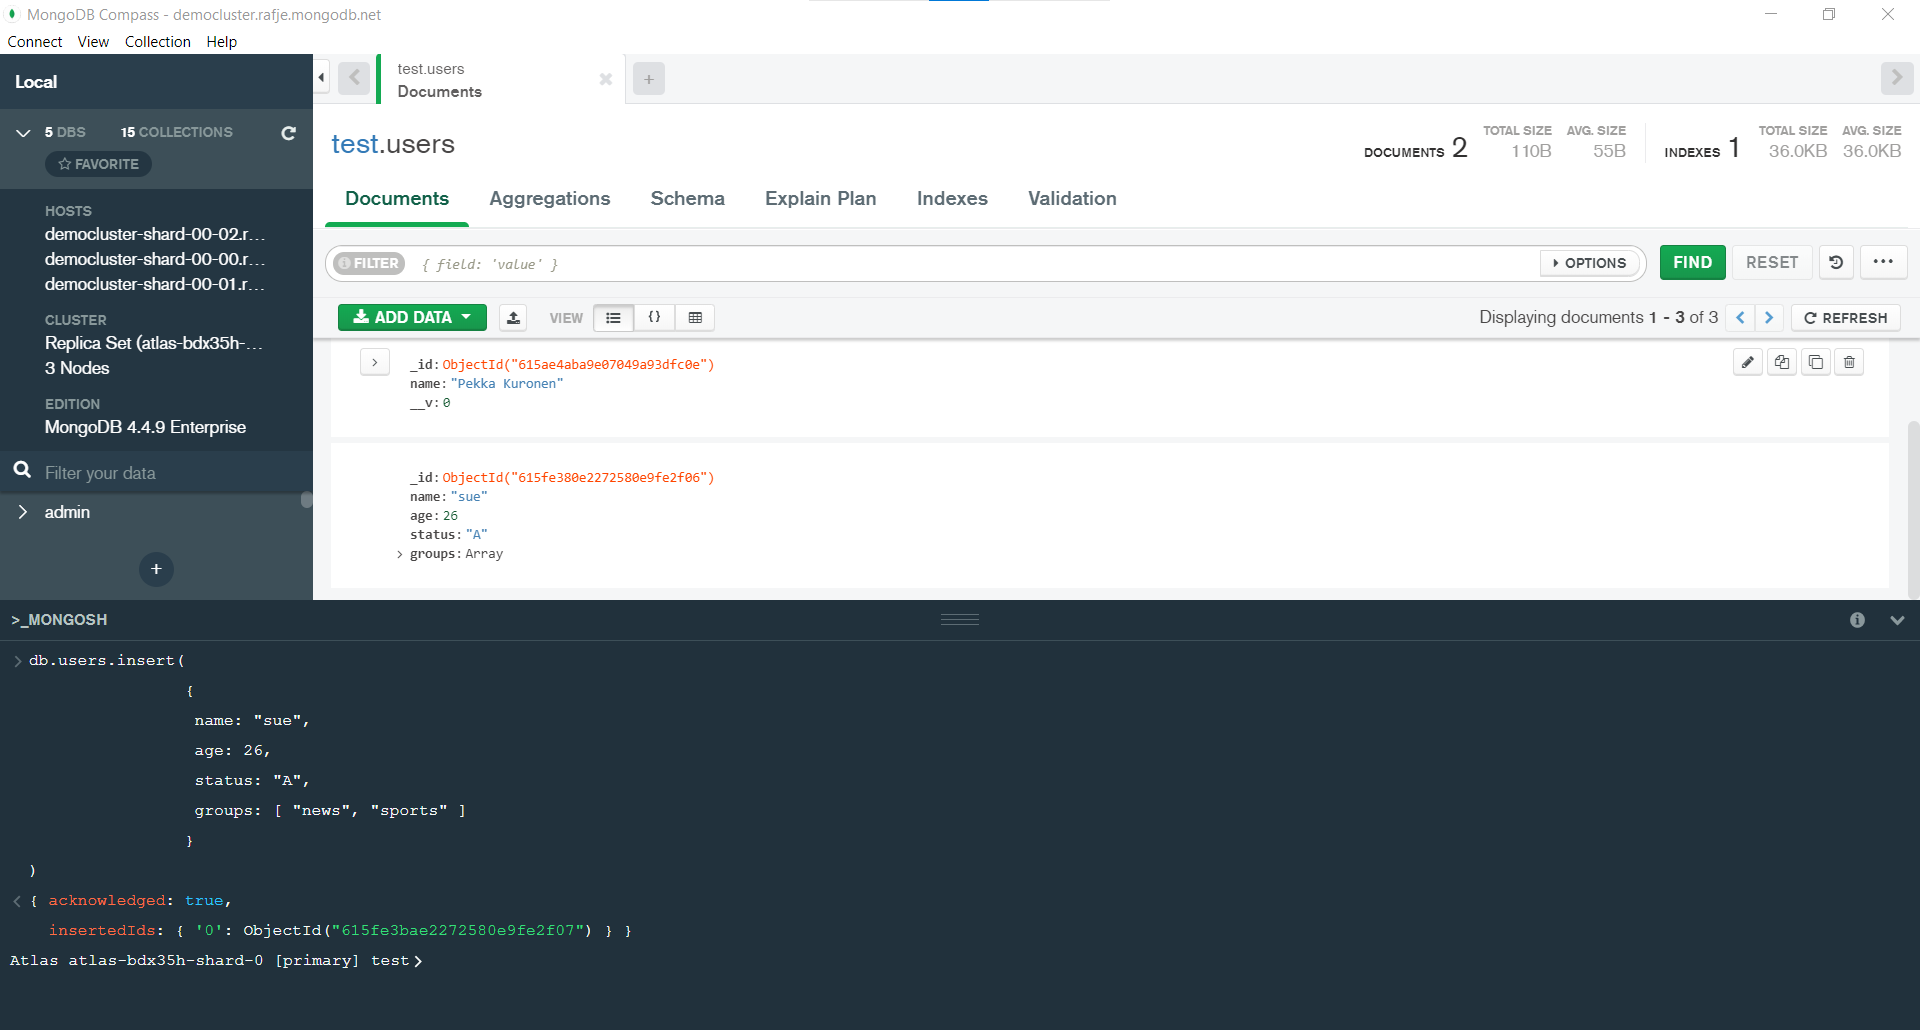 MongoDB Compass - democluster.rafje.mongodb.net
Connect View Collection Help
Local
5 DBS 15 COLLECTIONS
FAVORITE
HOSTS
democluster-shard-00-02.r...
democluster-shard-00-00.r...
democluster-shard-00-01.r...
CLUSTER
Replica Set (atlas-bdx35h-...
3 Nodes
EDITION
MongoDB 4.4.9 Enterprise
Filter your data
admin
+
test.users
Documents
+
test.users
DOCUMENTS 2 TOTAL SIZE 110B AVG. SIZE 55B INDEXES 1 TOTAL SIZE 36.0KB AVG. SIZE 36.0KB
Documents Aggregations Schema Explain Plan Indexes Validation
FILTER { field: 'value' } OPTIONS FIND RESET ...
ADD DATA VIEW {} Displaying documents 1 - 3 of 3 < > REFRESH
> _id:ObjectId("615ae4aba9e07049a93dfc0e")
name:"Pekka Kuronen"
__v:0
_id:ObjectId("615fe380e2272580e9fe2f06")
name:"sue"
age:26
status:"A"
> groups:Array
>_MONGOSH
> db.users.insert(
{
name: "sue",
age: 26,
status: "A",
groups: [ "news", "sports" ]
}
)
< { acknowledged: true,
insertedIds: { '0': ObjectId("615fe3bae2272580e9fe2f07") } }
Atlas atlas-bdx35h-shard-0 [primary] test>